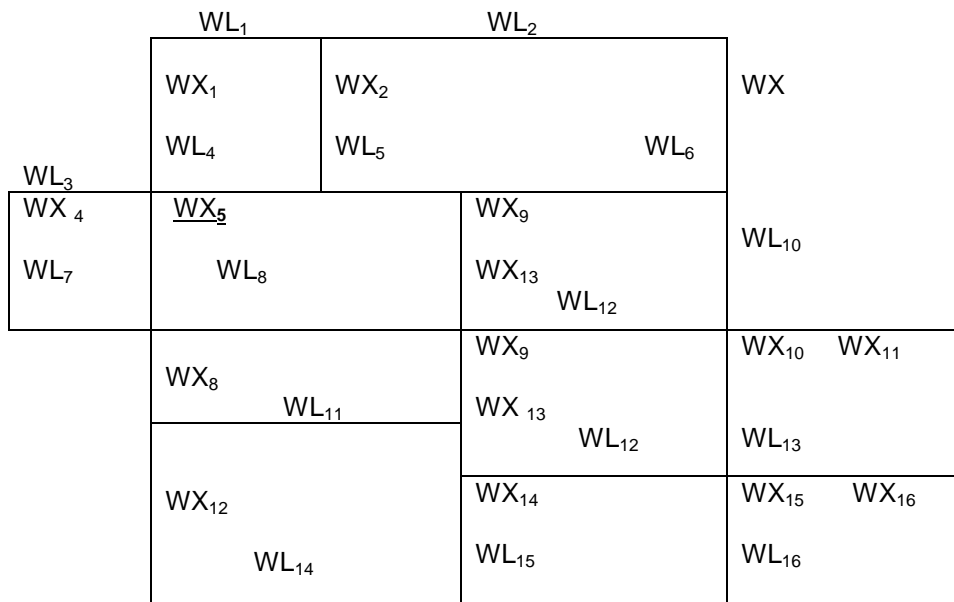 WL₁ WL₂
WX₁ WX₂ WX
WL₄ WL₅ WL₆
WL₃
WX ₄ WX₅ WX₉
WL₁₀
WL₇ WL₈ WX₁₃
WL₁₂
WX₉ WX₁₀ WX₁₁
WX₈
WL₁₁ WX ₁₃
WL₁₂ WL₁₃
WX₁₂ WX₁₄ WX₁₅ WX₁₆
WL₁₄ WL₁₅ WL₁₆